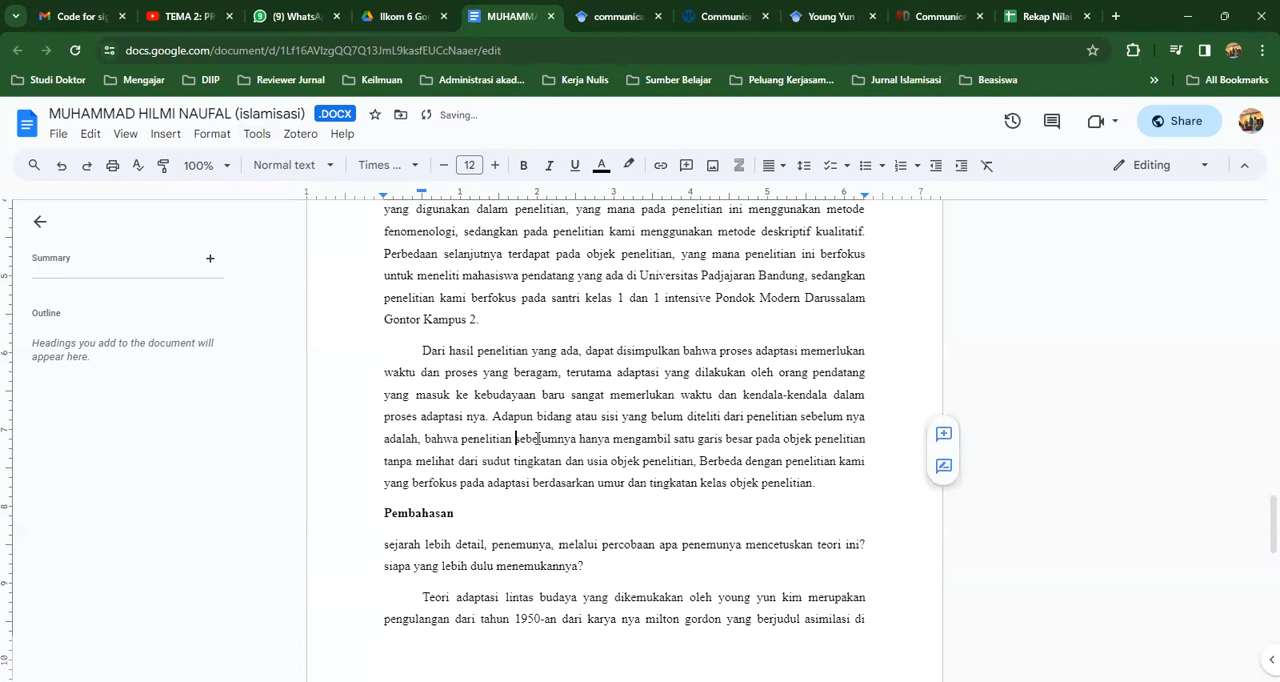 Code for si
TEMA 2: PR
(9) WhatsA
Ilkom 6 Go
MUHAMM
communica
Communic
Young Yun
Communic
Rekap Nilai
docs.google.com/document/d/1Lf16AVlzgQQ7Q13JmL9kasfEUCcNaaer/edit
Studi Doktor
Mengajar
DIIP
Reviewer Jurnal
Keilmuan
Administrasi akad...
Kerja Nulis
Sumber Belajar
Peluang Kerjasam...
Jurnal Islamisasi
Beasiswa
All Bookmarks
MUHAMMAD HILMI NAUFAL (islamisasi)
.DOCX
Saving...
File Edit View Insert Format Tools Zotero Help
Share
100%
Normal text
Times ...
12
Editing
1 1 2 3 4 5 6 7
Summary
Outline
Headings you add to the document will
appear here.
yang digunakan dalam penelitian, yang mana pada penelitian ini menggunakan metode
fenomenologi, sedangkan pada penelitian kami menggunakan metode deskriptif kualitatif.
Perbedaan selanjutnya terdapat pada objek penelitian, yang mana penelitian ini berfokus
untuk meneliti mahasiswa pendatang yang ada di Universitas Padjajaran Bandung, sedangkan
penelitian kami berfokus pada santri kelas 1 dan 1 intensive Pondok Modern Darussalam
Gontor Kampus 2.
Dari hasil penelitian yang ada, dapat disimpulkan bahwa proses adaptasi memerlukan
waktu dan proses yang beragam, terutama adaptasi yang dilakukan oleh orang pendatang
yang masuk ke kebudayaan baru sangat memerlukan waktu dan kendala-kendala dalam
proses adaptasi nya. Adapun bidang atau sisi yang belum diteliti dari penelitian sebelum nya
adalah, bahwa penelitian sebelumnya hanya mengambil satu garis besar pada objek penelitian
tanpa melihat dari sudut tingkatan dan usia objek penelitian, Berbeda dengan penelitian kami
yang berfokus pada adaptasi berdasarkan umur dan tingkatan kelas objek penelitian.
Pembahasan
sejarah lebih detail, penemunya, melalui percobaan apa penemunya mencetuskan teori ini?
siapa yang lebih dulu menemukannya?
Teori adaptasi lintas budaya yang dikemukakan oleh young yun kim merupakan
pengulangan dari tahun 1950-an dari karya nya milton gordon yang berjudul asimilasi di